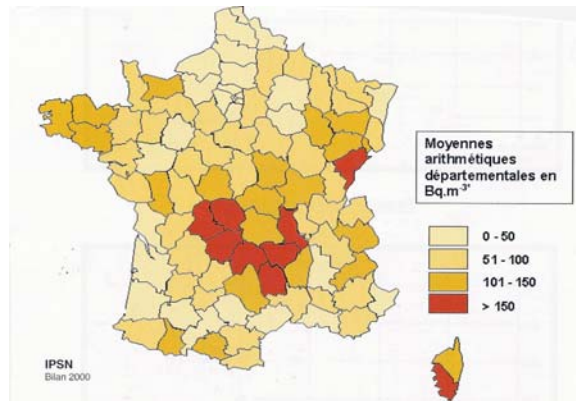 Moyennes
arithmétiques
départementales en
Bq.m⁻³*
0 - 50
51 - 100
101 - 150
> 150
IPSN
Bilan 2000